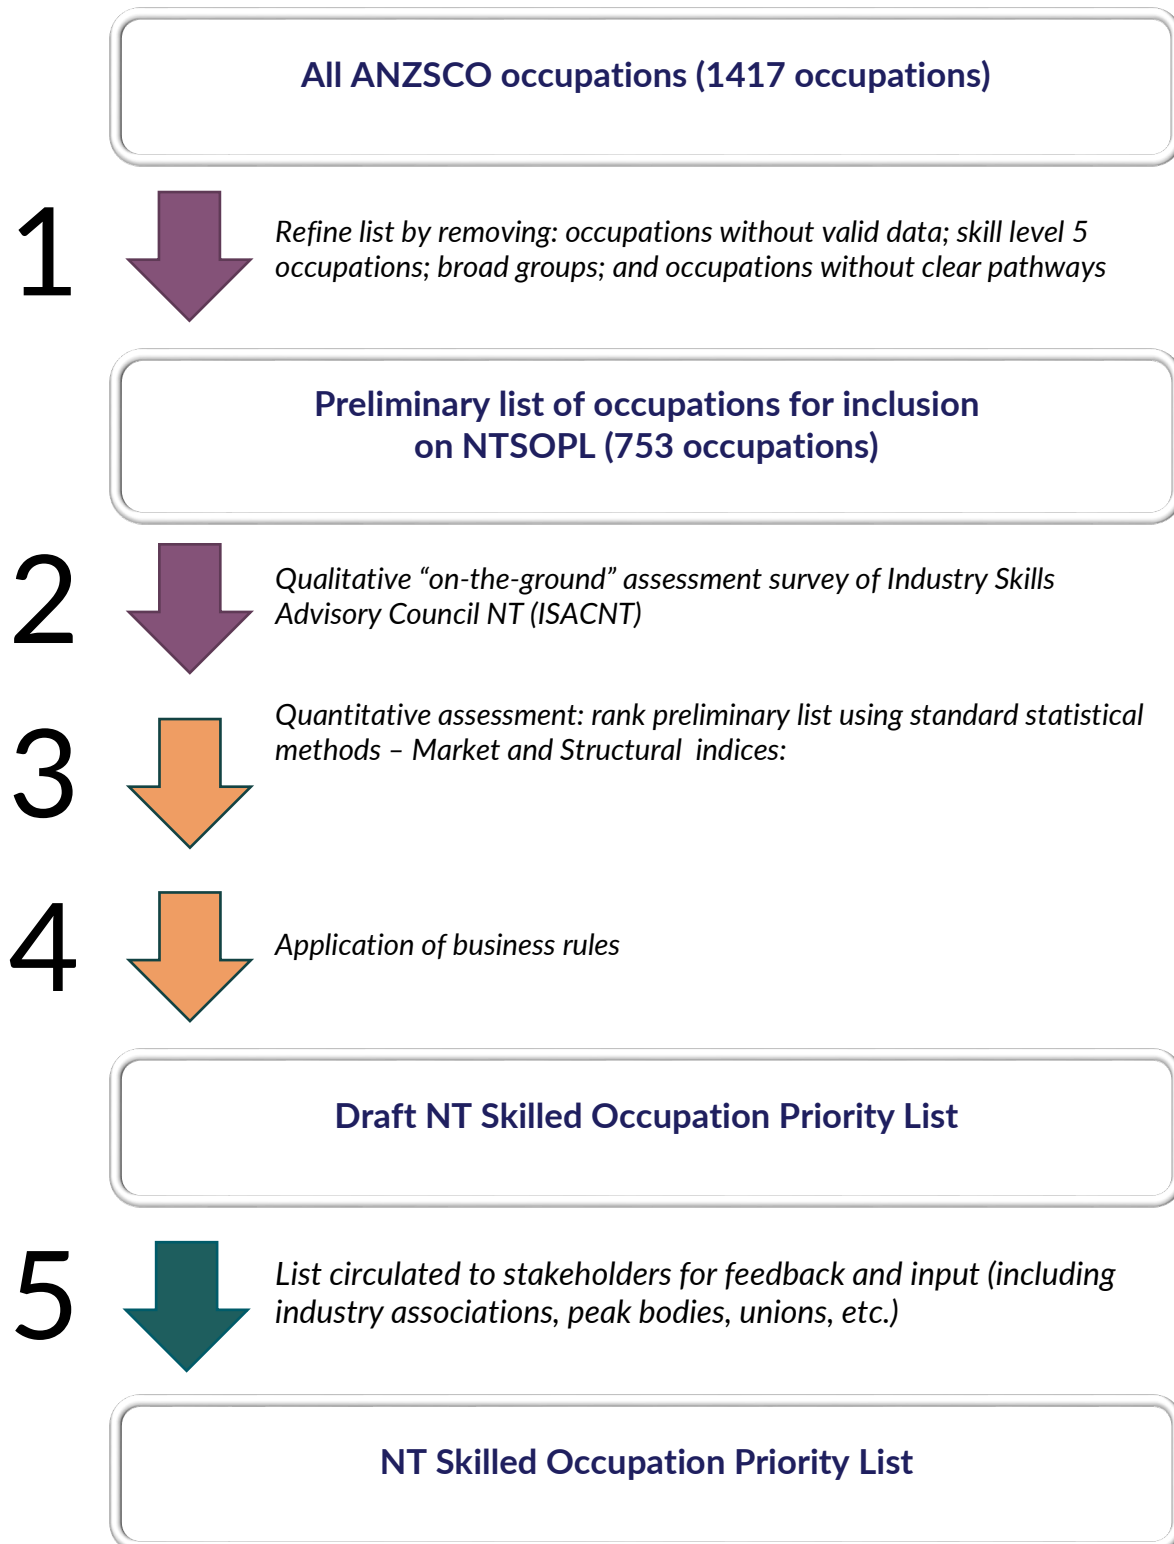 All ANZSCO occupations (1417 occupations)
1
Refine list by removing: occupations without valid data; skill level 5
occupations; broad groups; and occupations without clear pathways
Preliminary list of occupations for inclusion
on NTSOPL (753 occupations)
2
Qualitative “on-the-ground” assessment survey of Industry Skills
Advisory Council NT (ISACNT)
3
Quantitative assessment: rank preliminary list using standard statistical
methods – Market and Structural  indices:
4
Application of business rules
Draft NT Skilled Occupation Priority List
5
List circulated to stakeholders for feedback and input (including
industry associations, peak bodies, unions, etc.)
NT Skilled Occupation Priority List